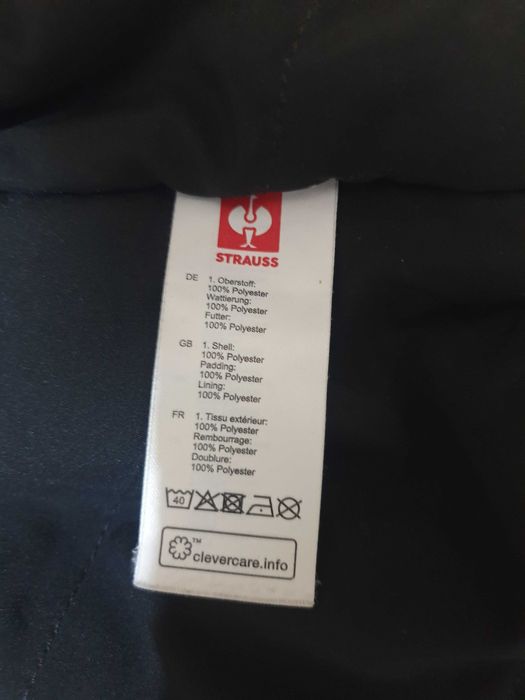 STRAUSS
DE 1. Oberstoff:
100% Polyester
Wattierung:
100% Polyester
Futter:
100% Polyester
GB 1. Shell:
100% Polyester
Padding:
100% Polyester
Lining:
100% Polyester
FR 1. Tissu extérieur:
100% Polyester
Rembourrage:
100% Polyester
Doublure:
100% Polyester
40
™
clevercare.info